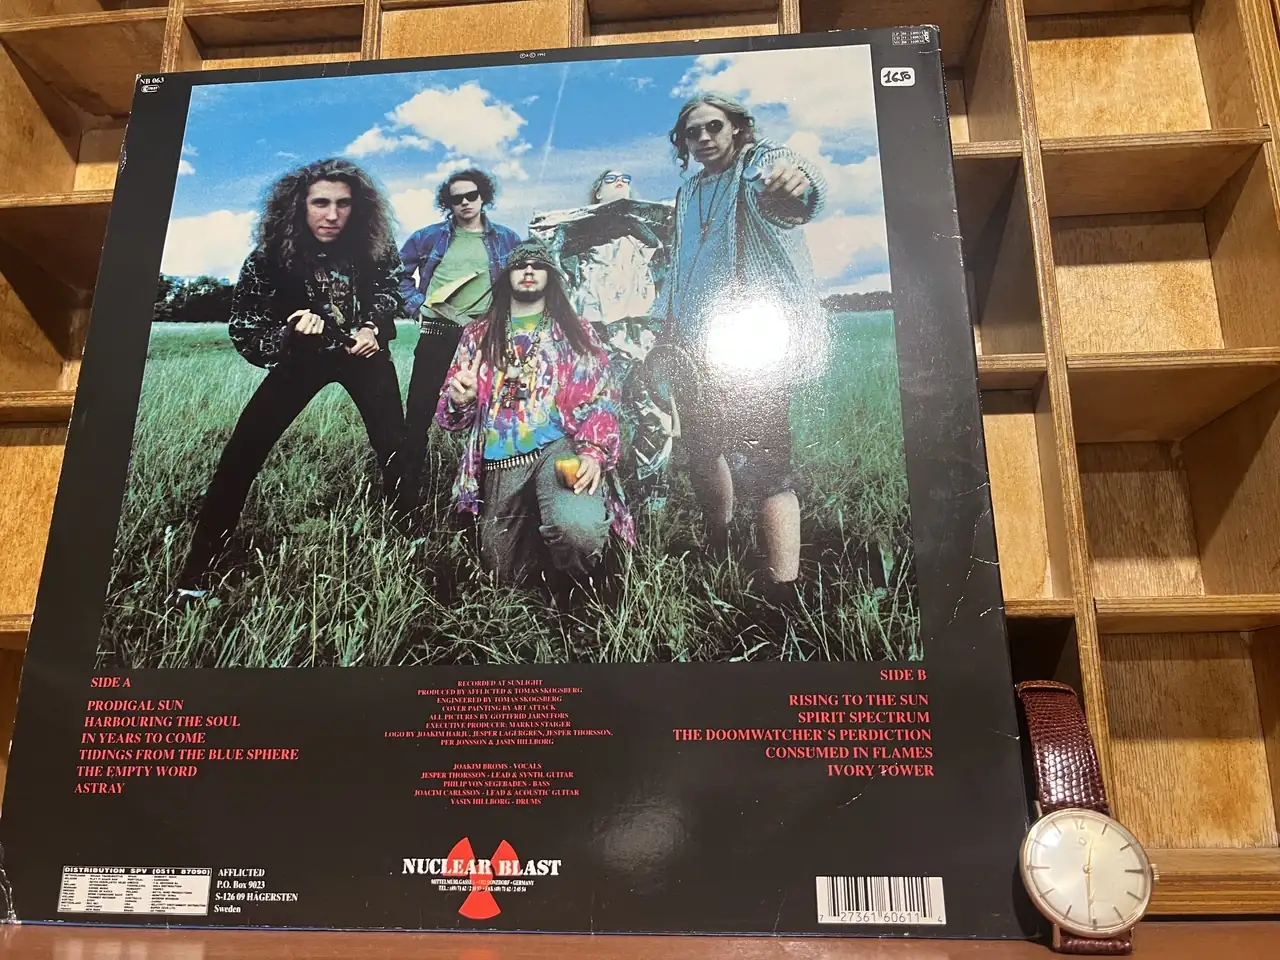 NB 063
℗ & © 1992
1650
SIDE A
PRODIGAL SUN
HARBOURING THE SOUL
IN YEARS TO COME
TIDINGS FROM THE BLUE SPHERE
THE EMPTY WORD
ASTRAY
RECORDED AT SUNLIGHT
PRODUCED BY AFFLICTED & TOMAS SKOGSBERG
ENGINEERED BY TOMAS SKOGSBERG
COVER PAINTING BY ART ATTACK
ALL PICTURES BY GOTTFRID JARNEFORS
EXECUTIVE PRODUCER: MARKUS STAIGER
LOGO BY JOAKIM HARJU, JESPER LAGERGREN, JESPER THORSSON,
PER JONSSON & JASIN HILLBORG
JOAKIM BROMS - VOCALS
JESPER THORSSON - LEAD & SYNTH. GUITAR
PHILIP VON SEGEBADEN - BASS
JOACIM CARLSSON - LEAD & ACOUSTIC GUITAR
YASIN HILLBORG - DRUMS
SIDE B
RISING TO THE SUN
SPIRIT SPECTRUM
THE DOOMWATCHER`S PERDICTION
CONSUMED IN FLAMES
IVORY TOWER
DISTRIBUTION SPV (0511 87090)
AFFLICTED
P.O. Box 9023
S-126 09 HÄGERSTEN
Sweden
NUCLEAR BLAST
7 27361 60611 4